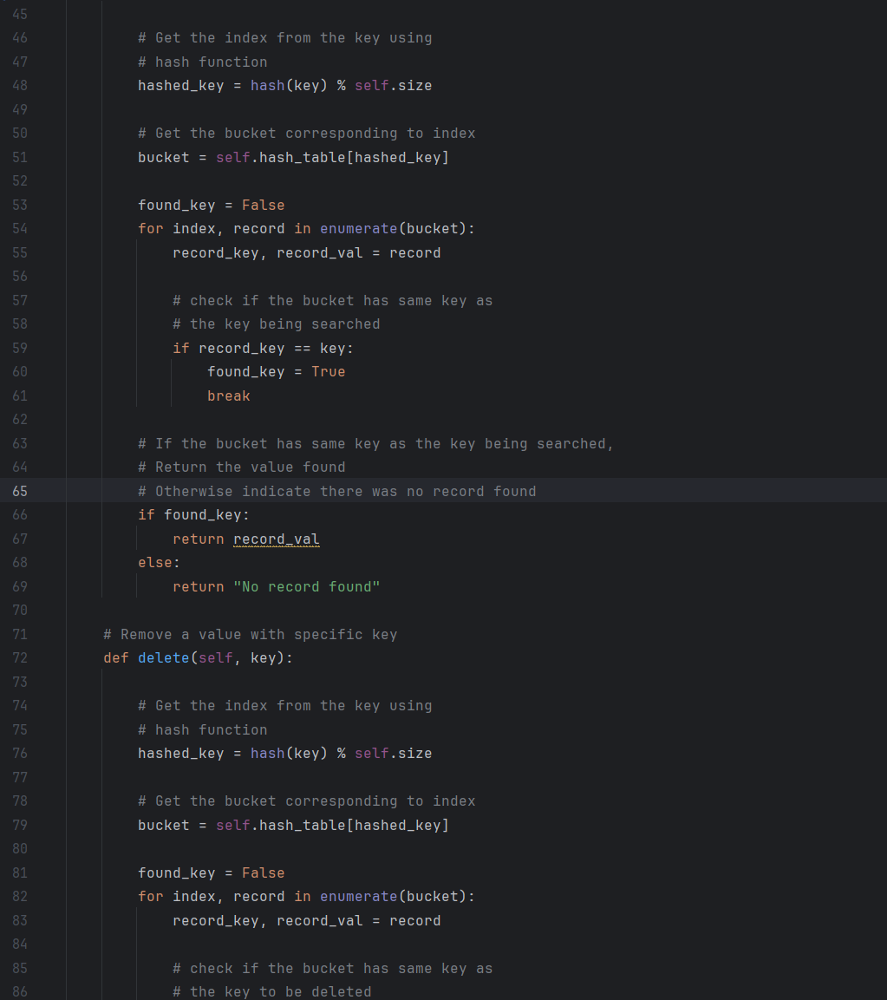 45
46 # Get the index from the key using
47 # hash function
48 hashed_key = hash(key) % self.size
49
50 # Get the bucket corresponding to index
51 bucket = self.hash_table[hashed_key]
52
53 found_key = False
54 for index, record in enumerate(bucket):
55 record_key, record_val = record
56
57 # check if the bucket has same key as
58 # the key being searched
59 if record_key == key:
60 found_key = True
61 break
62
63 # If the bucket has same key as the key being searched,
64 # Return the value found
65 # Otherwise indicate there was no record found
66 if found_key:
67 return record_val
68 else:
69 return "No record found"
70
71 # Remove a value with specific key
72 def delete(self, key):
73
74 # Get the index from the key using
75 # hash function
76 hashed_key = hash(key) % self.size
77
78 # Get the bucket corresponding to index
79 bucket = self.hash_table[hashed_key]
80
81 found_key = False
82 for index, record in enumerate(bucket):
83 record_key, record_val = record
84
85 # check if the bucket has same key as
86 # the key to be deleted